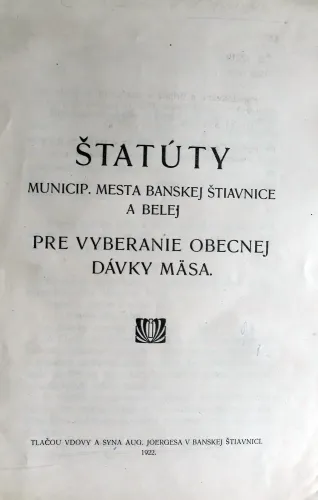 ŠTATÚTY
MUNICIP. MESTA BANSKEJ ŠTIAVNICE
A BELEJ
PRE VYBERANIE OBECNEJ
DÁVKY MÄSA.
TLAČOU VDOVY A SYNA AUG. JOERGESA V BANSKEJ ŠTIAVNICI.
1922.